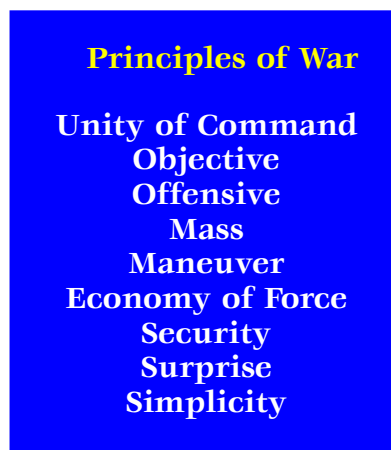 Principles of War
Unity of Command
Objective
Offensive
Mass
Maneuver
Economy of Force
Security
Surprise
Simplicity